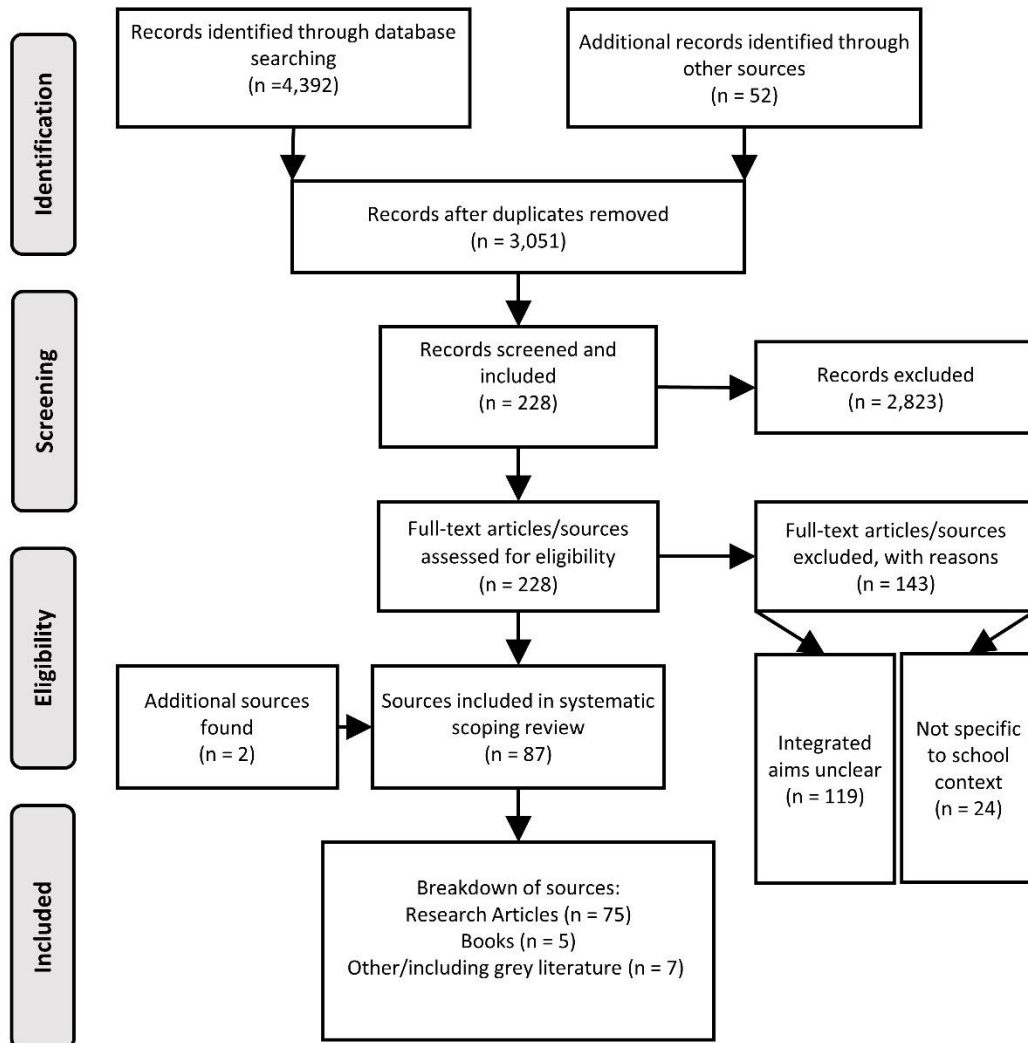 Identification
Records identified through database
searching
(n =4,392)
Additional records identified through
other sources
(n = 52)
Records after duplicates removed
(n = 3,051)
Screening
Records screened and
included
(n = 228)
Records excluded
(n = 2,823)
Eligibility
Full-text articles/sources
assessed for eligibility
(n = 228)
Full-text articles/sources
excluded, with reasons
(n = 143)
Additional sources
found
(n = 2)
Sources included in systematic
scoping review
(n = 87)
Integrated
aims unclear
(n = 119)
Not specific
to school
context
(n = 24)
Included
Breakdown of sources:
Research Articles (n = 75)
Books (n = 5)
Other/including grey literature (n = 7)